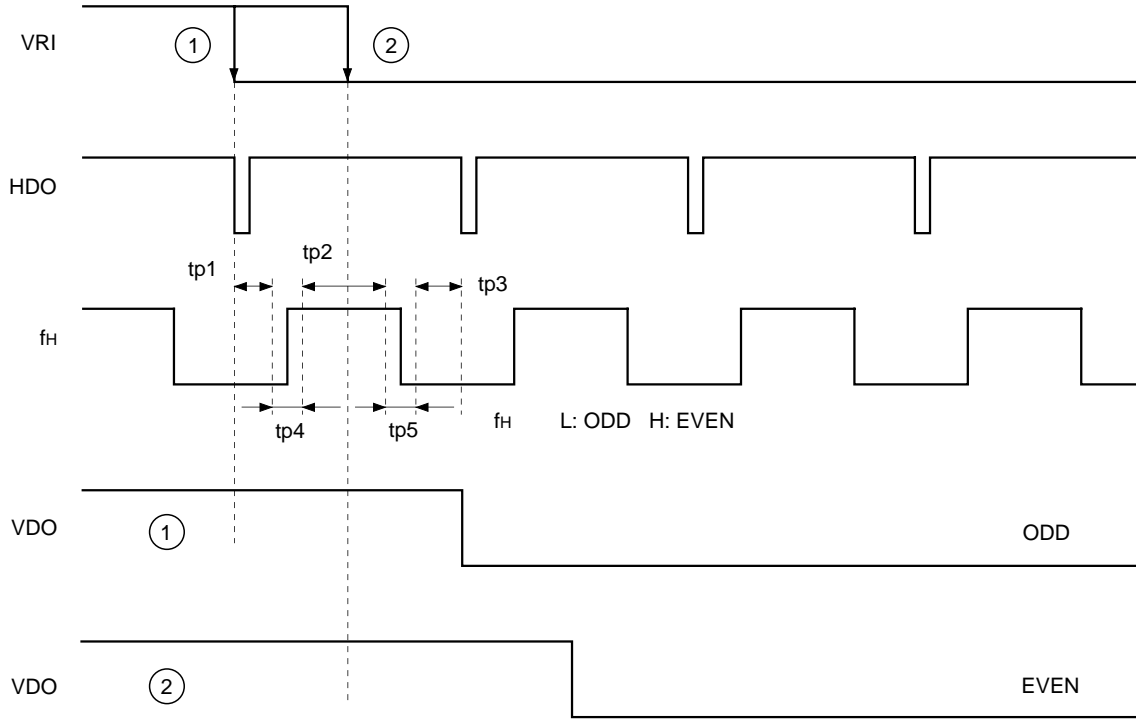 VRI
1
2
HDO
tp1
tp2
tp3
fH
tp4
tp5
fH L: ODD H: EVEN
VDO
1
ODD
VDO
2
EVEN